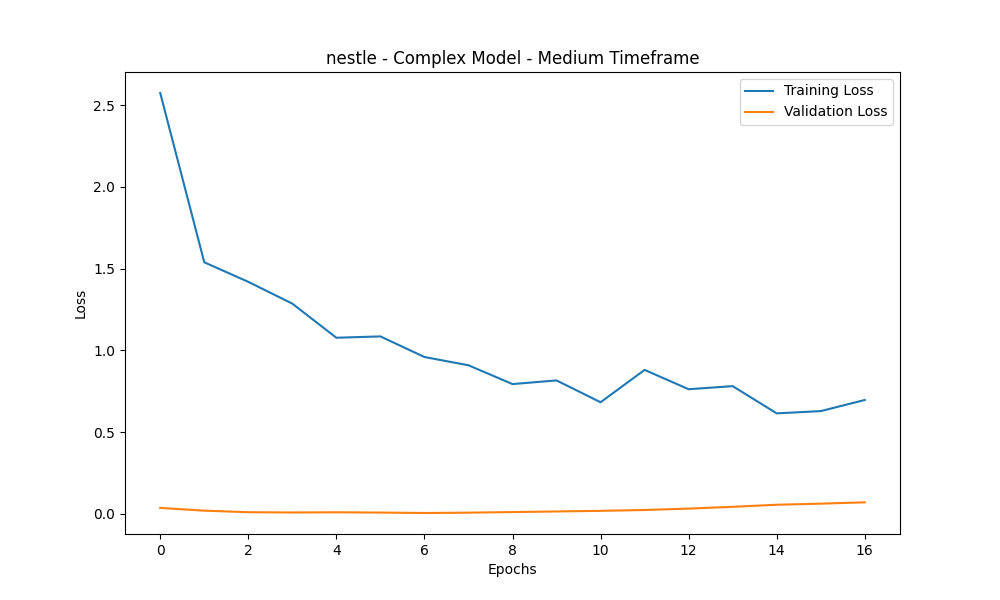 nestle - Complex Model - Medium Timeframe
Training Loss
Validation Loss
2.5
2.0
1.5
1.0
0.5
0.0
Loss
0 2 4 6 8 10 12 14 16
Epochs